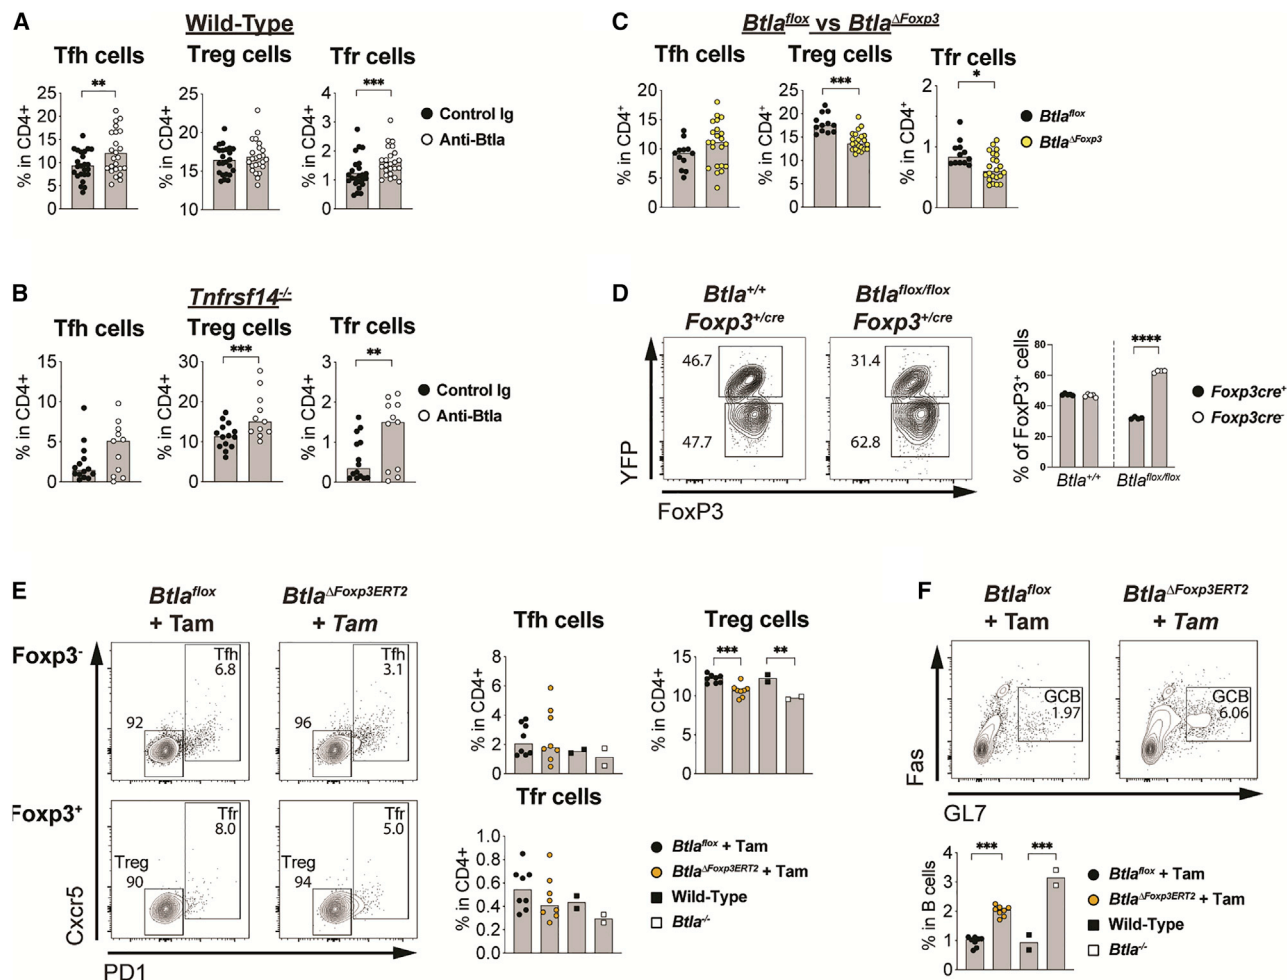 A
Wild-Type
Tfh cells
Treg cells
Tfr cells
**
***
% in CD4+
25
20
15
10
5
0
% in CD4+
25
20
15
10
% in CD4+
4
3
2
1
0
Control Ig
Anti-Btla
B
Tnfrsf14-/-
Tfh cells
Treg cells
Tfr cells
***
**
% in CD4+
15
10
5
0
% in CD4+
30
20
10
0
% in CD4+
3
2
1
0
Control Ig
Anti-Btla
C
Btlaflox vs BtlaΔFoxp3
Tfh cells
Treg cells
Tfr cells
***
*
% in CD4+
20
15
10
5
0
% in CD4+
25
20
15
10
5
0
% in CD4+
2
1
0
Btlaflox
BtlaΔFoxp3
D
Btla+/+
Foxp3+/cre
Btlaflox/flox
Foxp3+/cre
46.7
47.7
31.4
62.8
YFP
FoxP3
% of FoxP3+ cells
80
60
40
20
0
****
Btla+/+
Btlaflox/flox
Foxp3cre+
Foxp3cre-
E
Btlaflox
+ Tam
BtlaΔFoxp3ERT2
+ Tam
Foxp3-
Tfh
6.8
92
Tfh
3.1
96
Foxp3+
Tfr
8.0
Treg
90
Tfr
5.0
Treg
94
Cxcr5
PD1
Tfh cells
% in CD4+
8
6
4
2
0
Treg cells
***
**
% in CD4+
15
10
5
0
Tfr cells
% in CD4+
1.0
0.8
0.6
0.4
0.2
0.0
Btlaflox + Tam
BtlaΔFoxp3ERT2 + Tam
Wild-Type
Btla-/-
F
Btlaflox
+ Tam
BtlaΔFoxp3ERT2
+ Tam
GCB
1.97
GCB
6.06
Fas
GL7
***
***
% in B cells
4
3
2
1
0
Btlaflox + Tam
BtlaΔFoxp3ERT2 + Tam
Wild-Type
Btla-/-